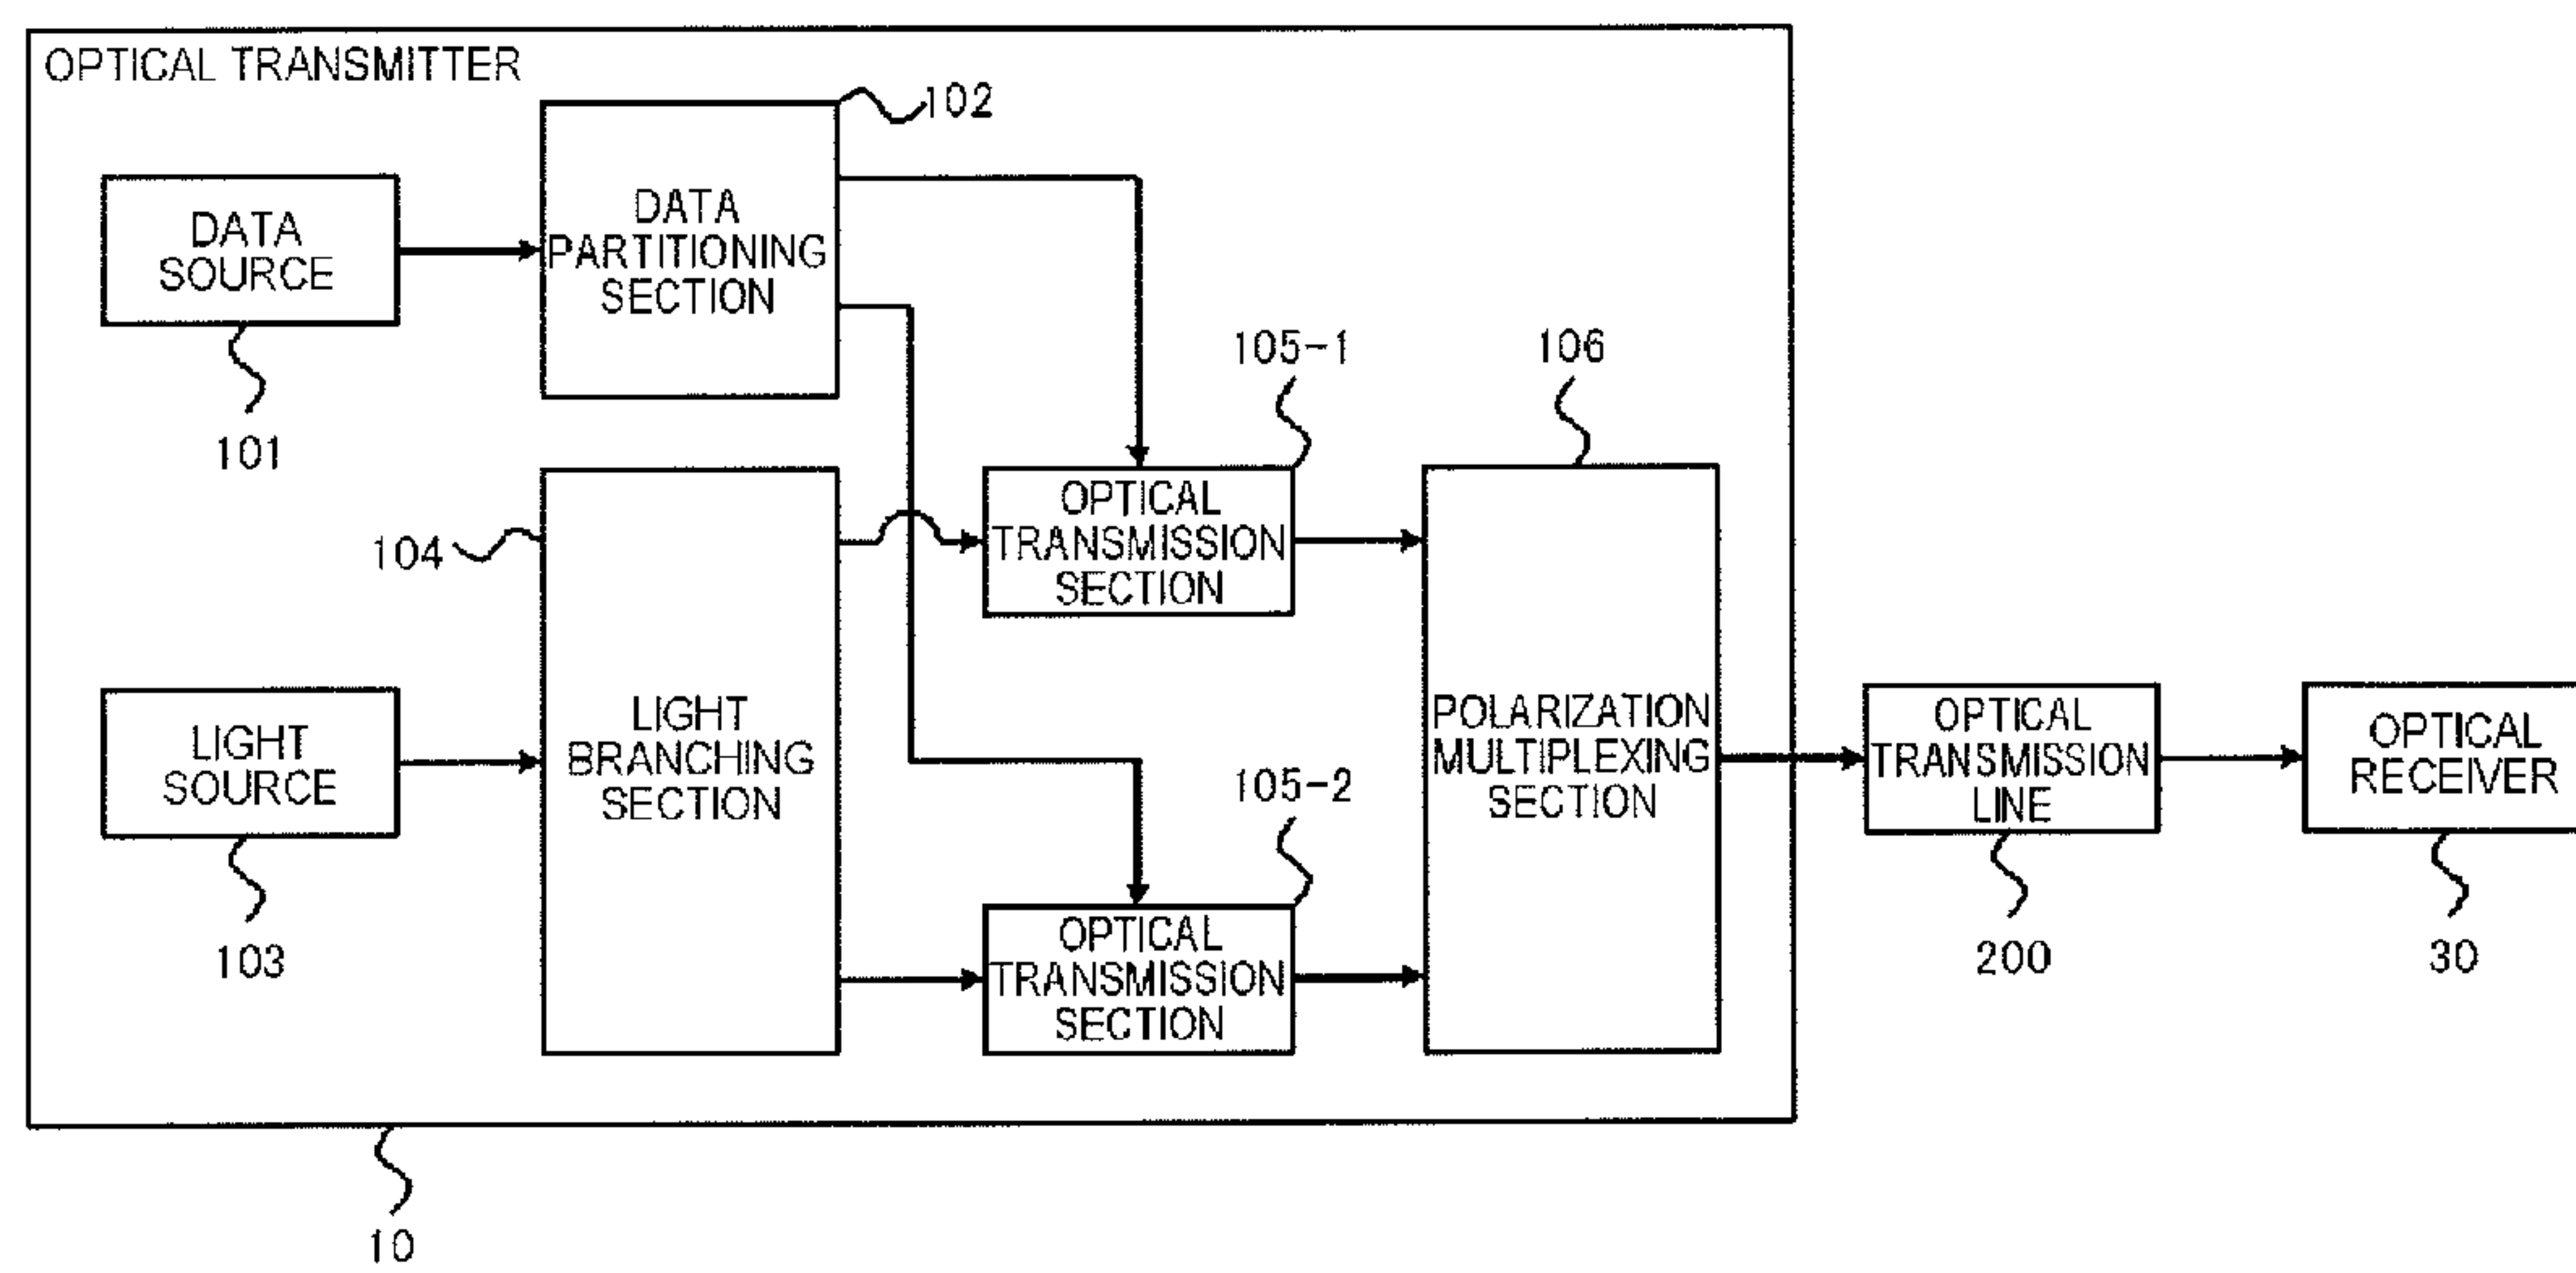 OPTICAL TRANSMITTER
102
DATA
SOURCE
DATA
PARTITIONING
SECTION
101
105-1
106
104
OPTICAL
TRANSMISSION
SECTION
LIGHT
SOURCE
LIGHT
BRANCHING
SECTION
POLARIZATION
MULTIPLEXING
SECTION
OPTICAL
TRANSMISSION
LINE
OPTICAL
RECEIVER
105-2
103
OPTICAL
TRANSMISSION
SECTION
200
30
10